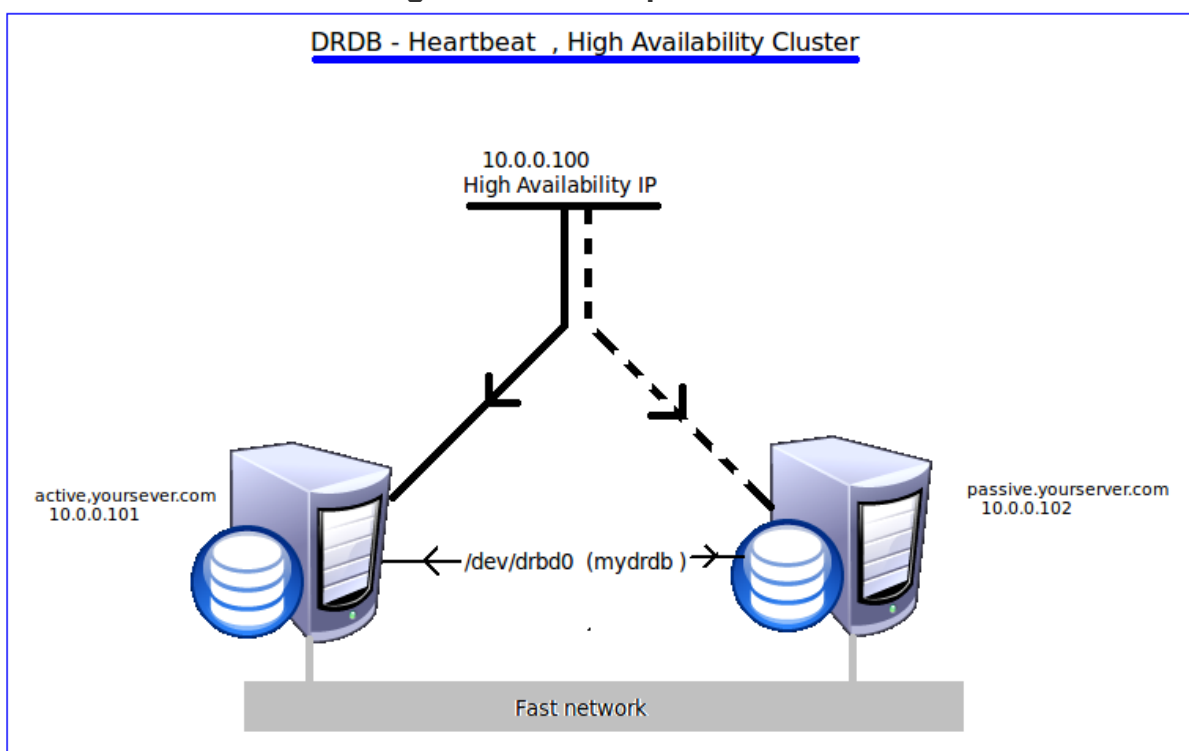 DRDB - Heartbeat , High Availability Cluster
10.0.0.100
High Availability IP
active,yoursever.com
10.0.0.101
passive.yourserver.com
10.0.0.102
/dev/drbd0 (mydrdb )
Fast network